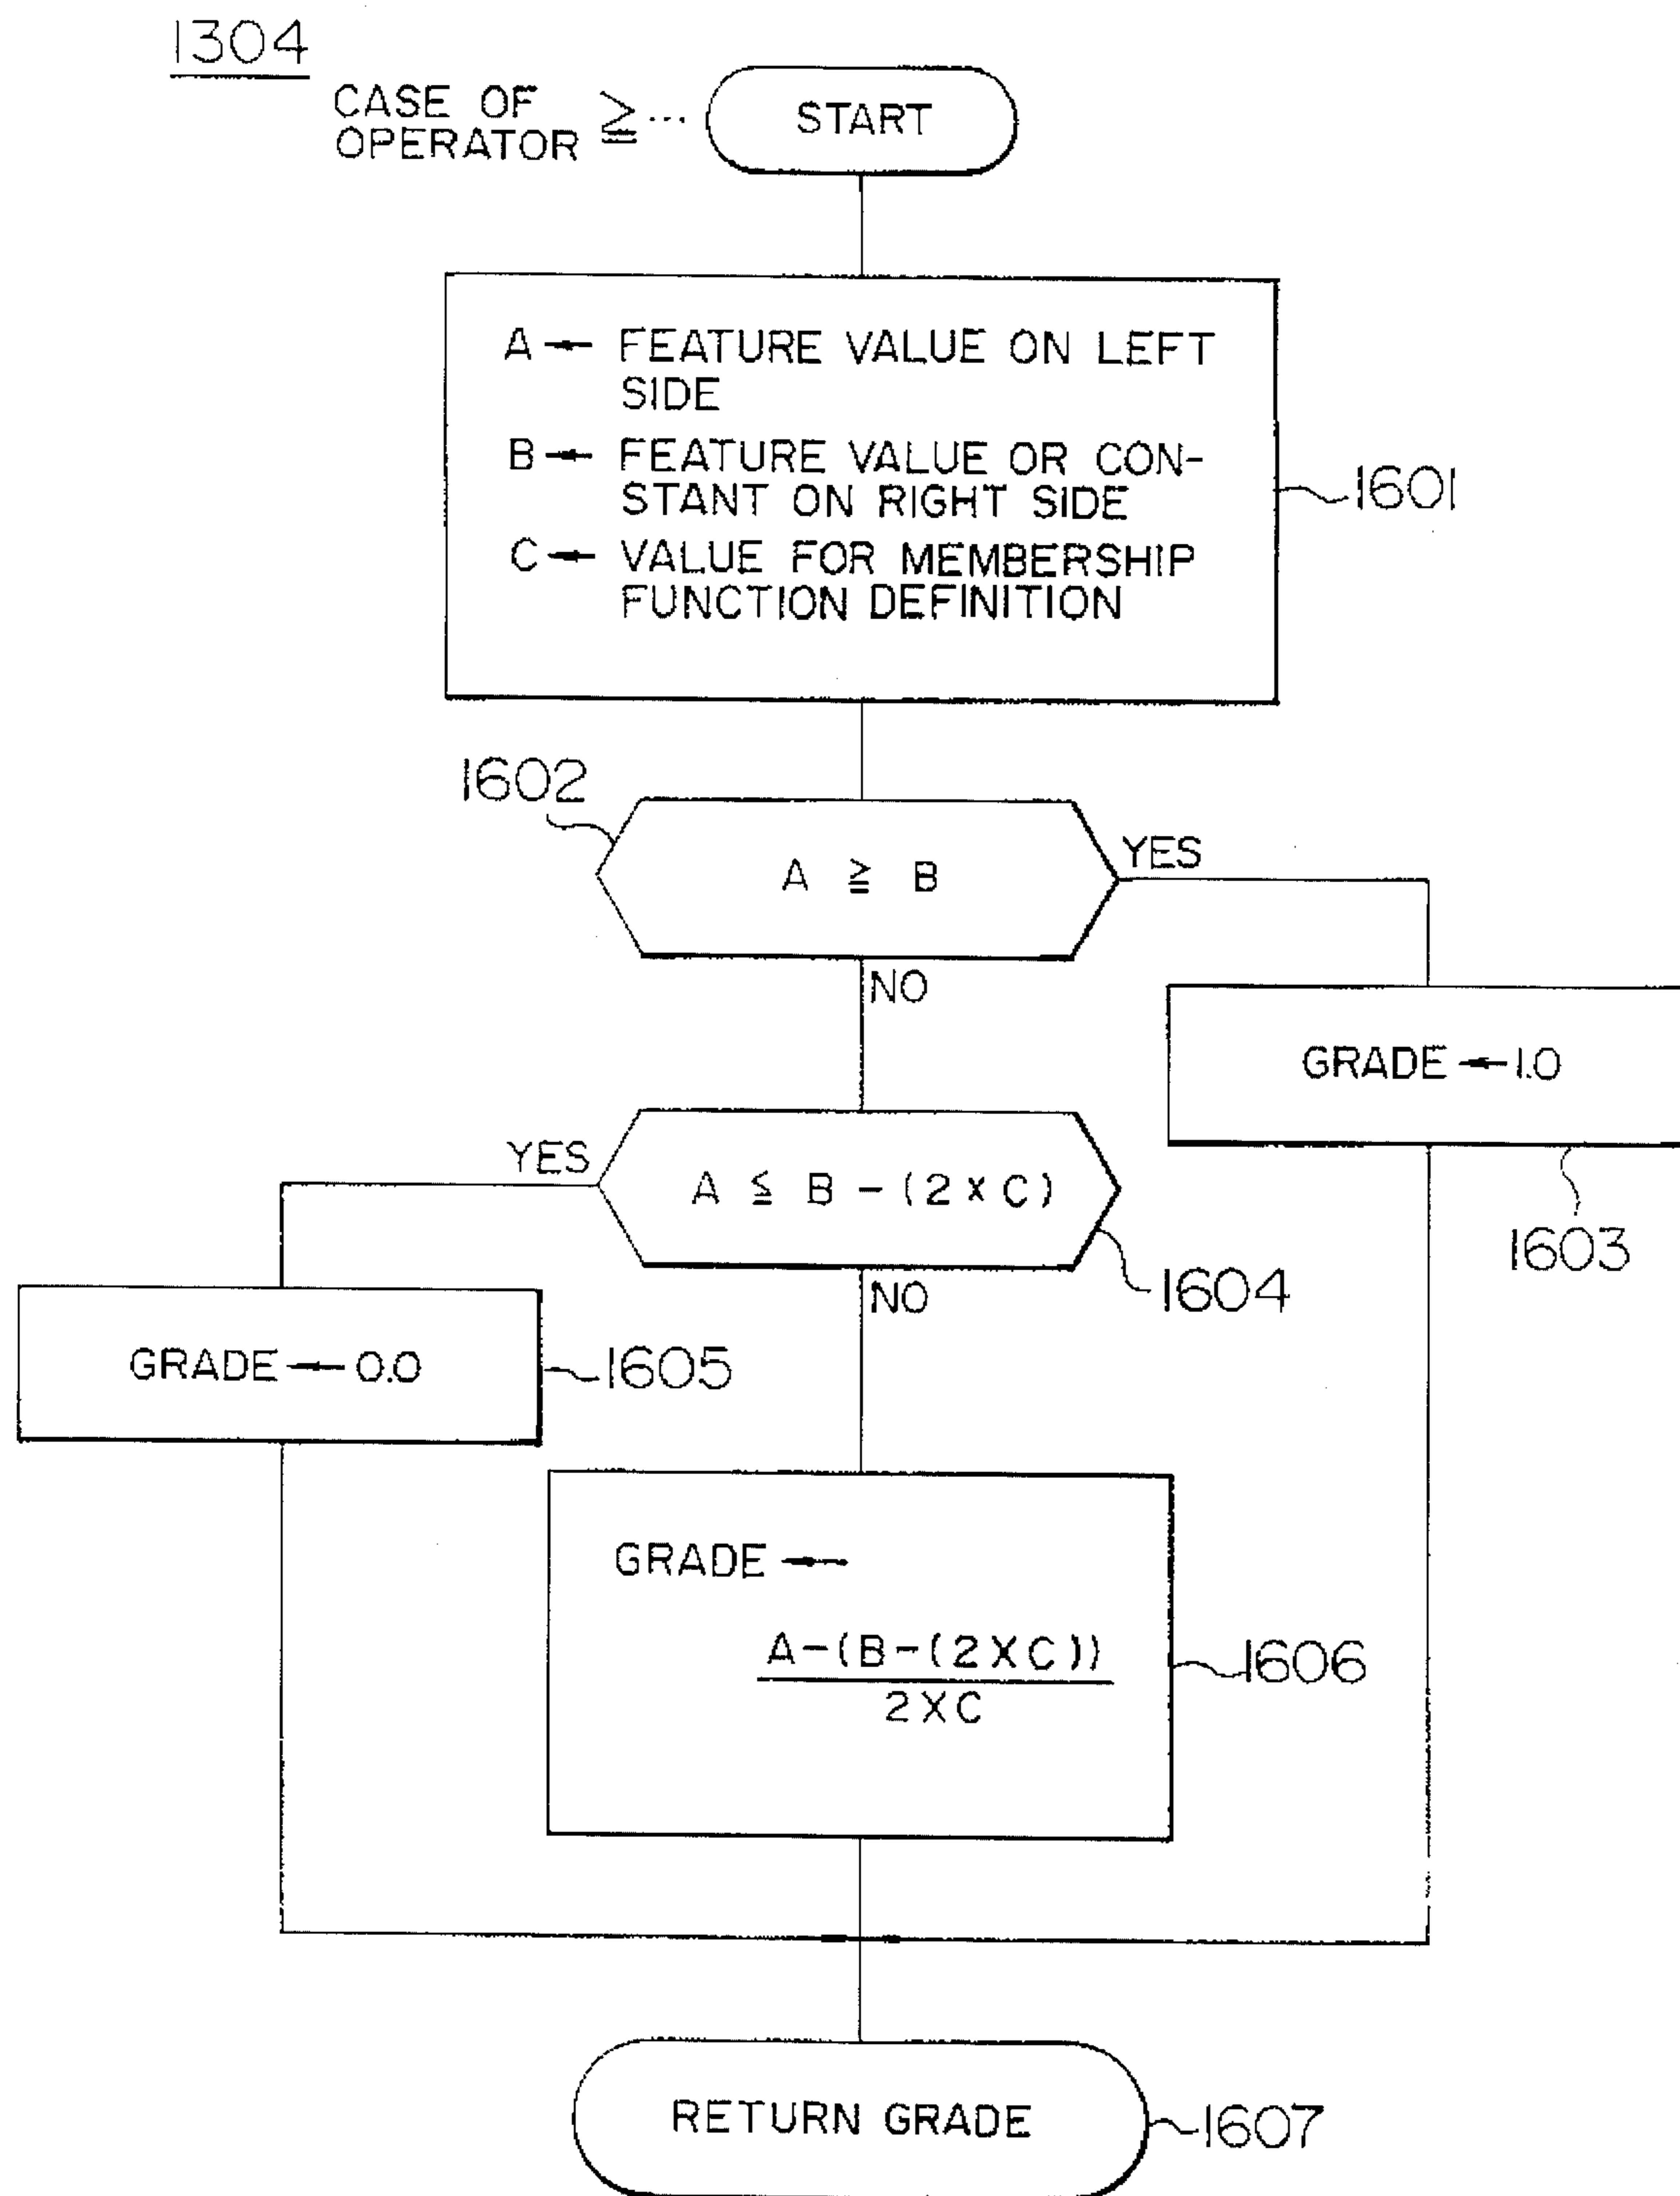 1304
CASE OF
OPERATOR ≧ ···
START
A ← FEATURE VALUE ON LEFT
SIDE
B ← FEATURE VALUE OR CON-
STANT ON RIGHT SIDE
C ← VALUE FOR MEMBERSHIP
FUNCTION DEFINITION
1601
1602
A ≧ B
YES
NO
GRADE ← 1.0
1603
YES
A ≦ B - (2 × C)
1604
NO
GRADE ← 0.0
1605
GRADE ←
A-(B-(2×C))
2×C
1606
RETURN GRADE
1607